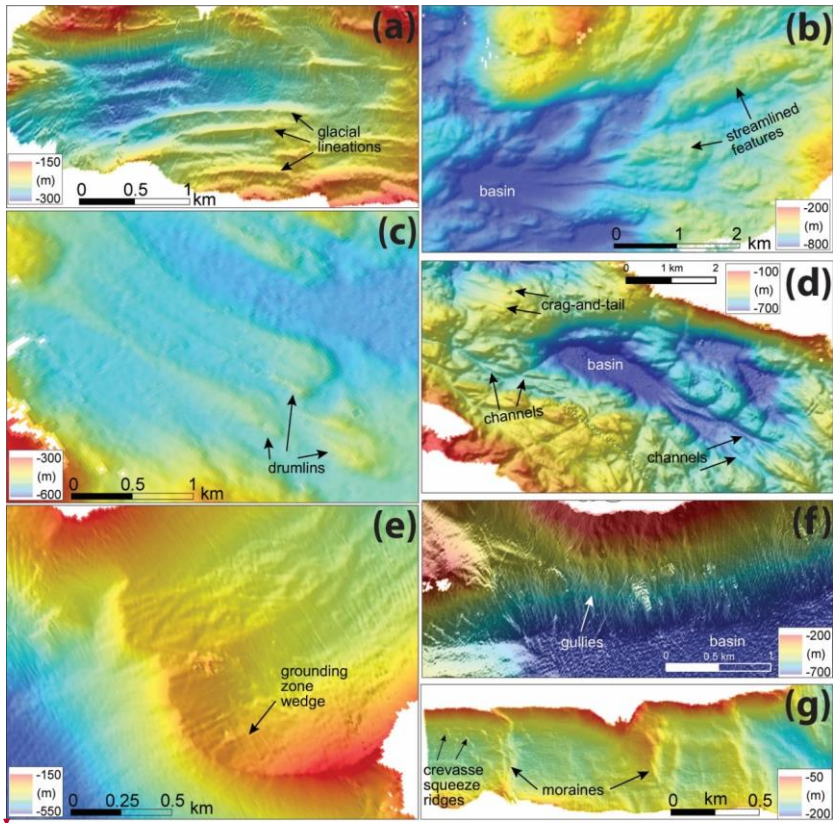 (a)
glacial
lineations
-150
(m)
-300
0 0.5 1
km
(b)
streamlined
features
basin
-200
(m)
-800
0 1 2
km
(c)
drumlins
-300
(m)
-600
0 0.5 1
km
0 1 km 2
-100
(m)
-700
(d)
crag-and-tail
basin
channels
channels
(e)
grounding
zone
wedge
-150
(m)
-550
0 0.25 0.5
km
(f)
gullies
basin
0 0.5 km 1
-200
(m)
-700
(g)
crevasse
squeeze
ridges
moraines
0 km 0.5
-50
(m)
-200